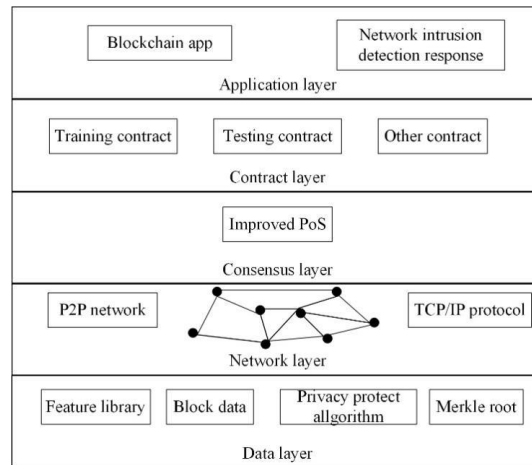 Blockchain app
Network intrusion
detection response
Application layer
Training contract
Testing contract
Other contract
Contract layer
Improved PoS
Consensus layer
P2P network
TCP/IP protocol
Network layer
Feature library
Block data
Privacy protect
allgorithm
Merkle root
Data layer